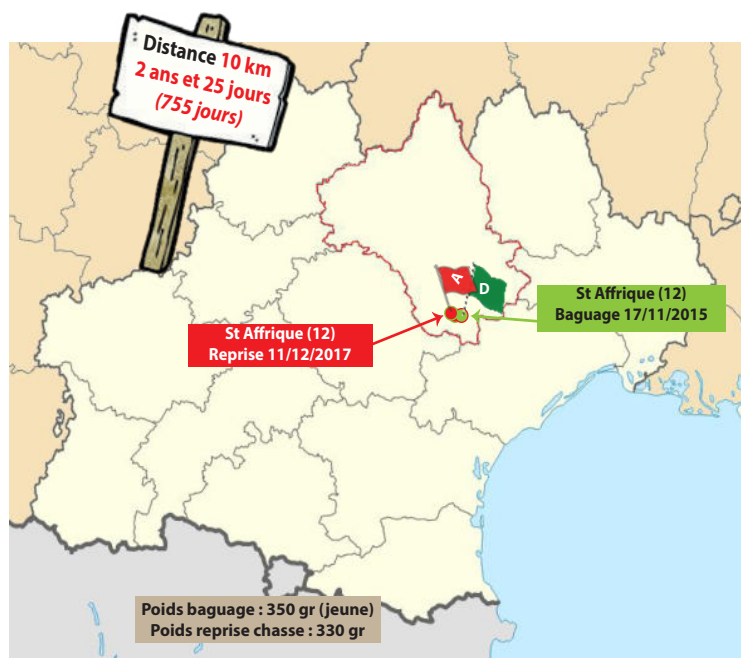 Distance 10 km
2 ans et 25 jours
(755 jours)
A
D
St Affrique (12)
Baguage 17/11/2015
St Affrique (12)
Reprise 11/12/2017
Poids baguage : 350 gr (jeune)
Poids reprise chasse : 330 gr